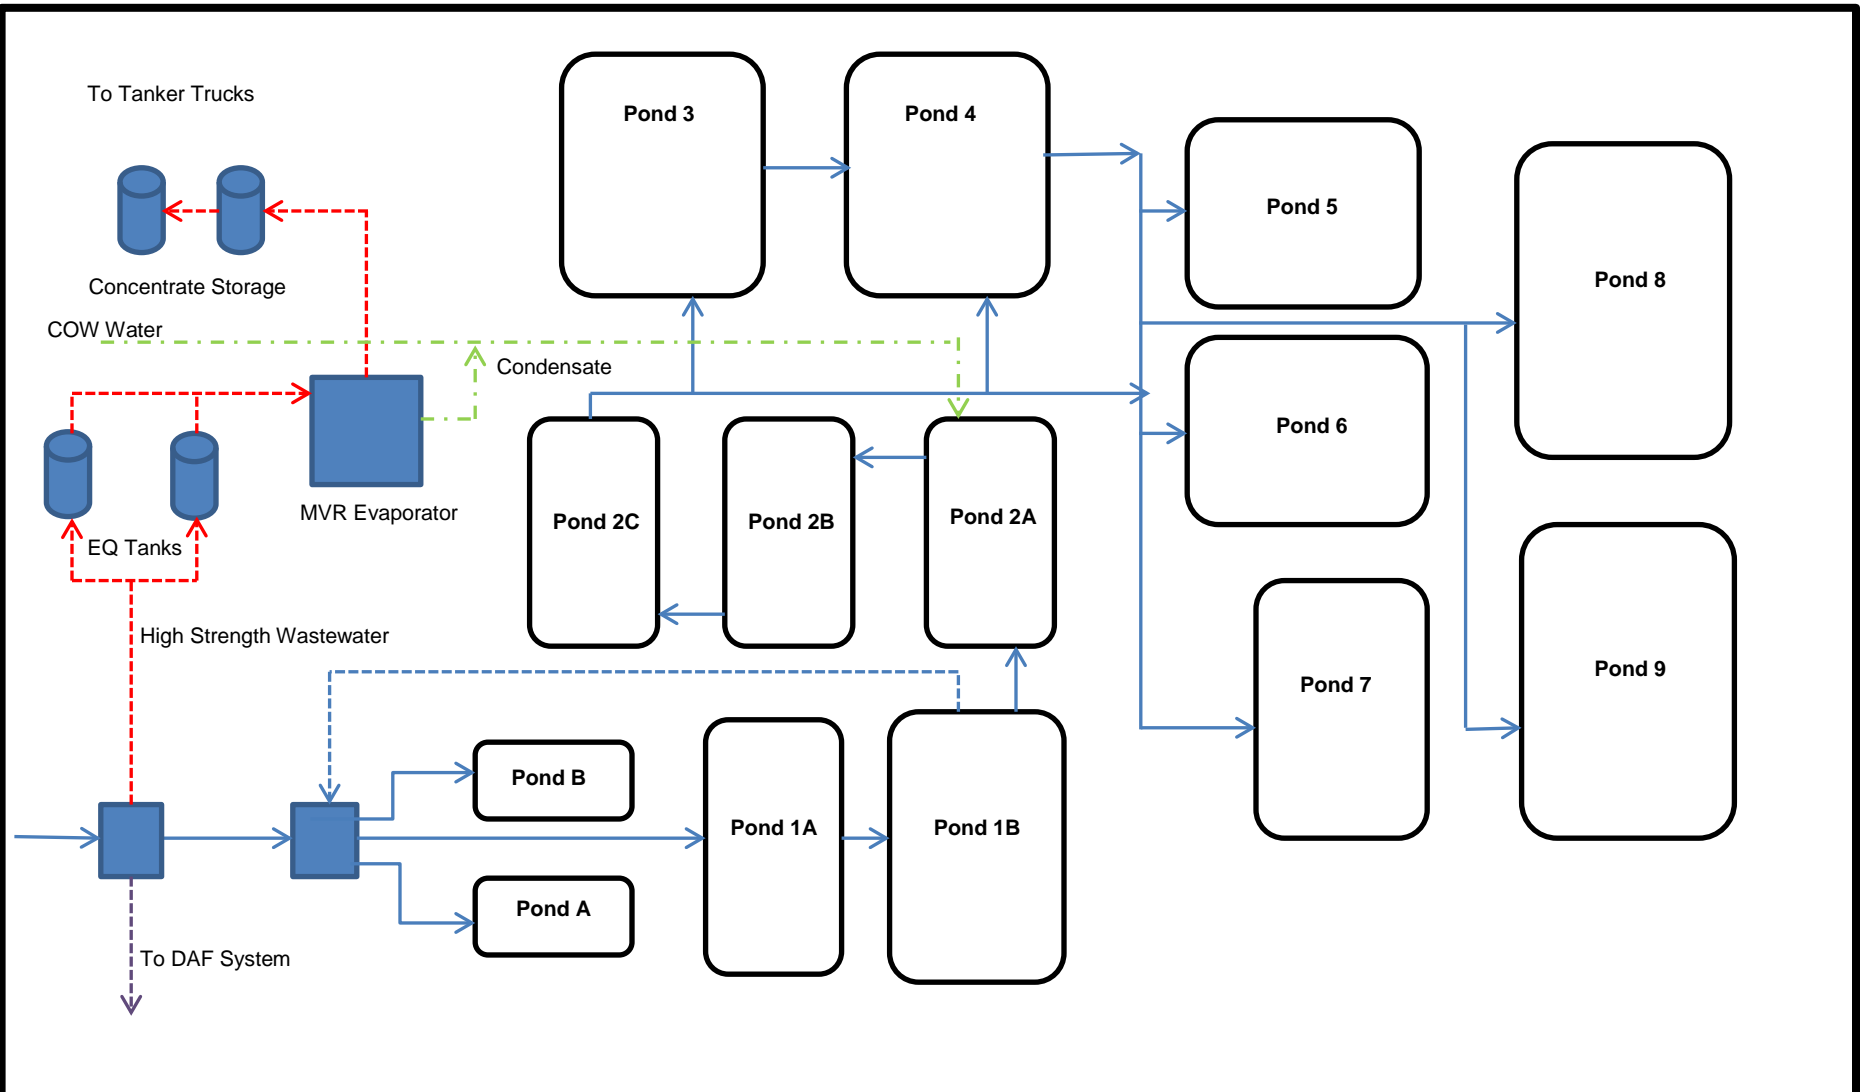 To Tanker Trucks
Pond 3
Pond 4
Pond 5
Pond 8
Concentrate Storage
COW Water
Condensate
Pond 6
MVR Evaporator
Pond 2C
Pond 2B
Pond 2A
EQ Tanks
High Strength Wastewater
Pond 7
Pond 9
Pond B
Pond 1A
Pond 1B
Pond A
To DAF System